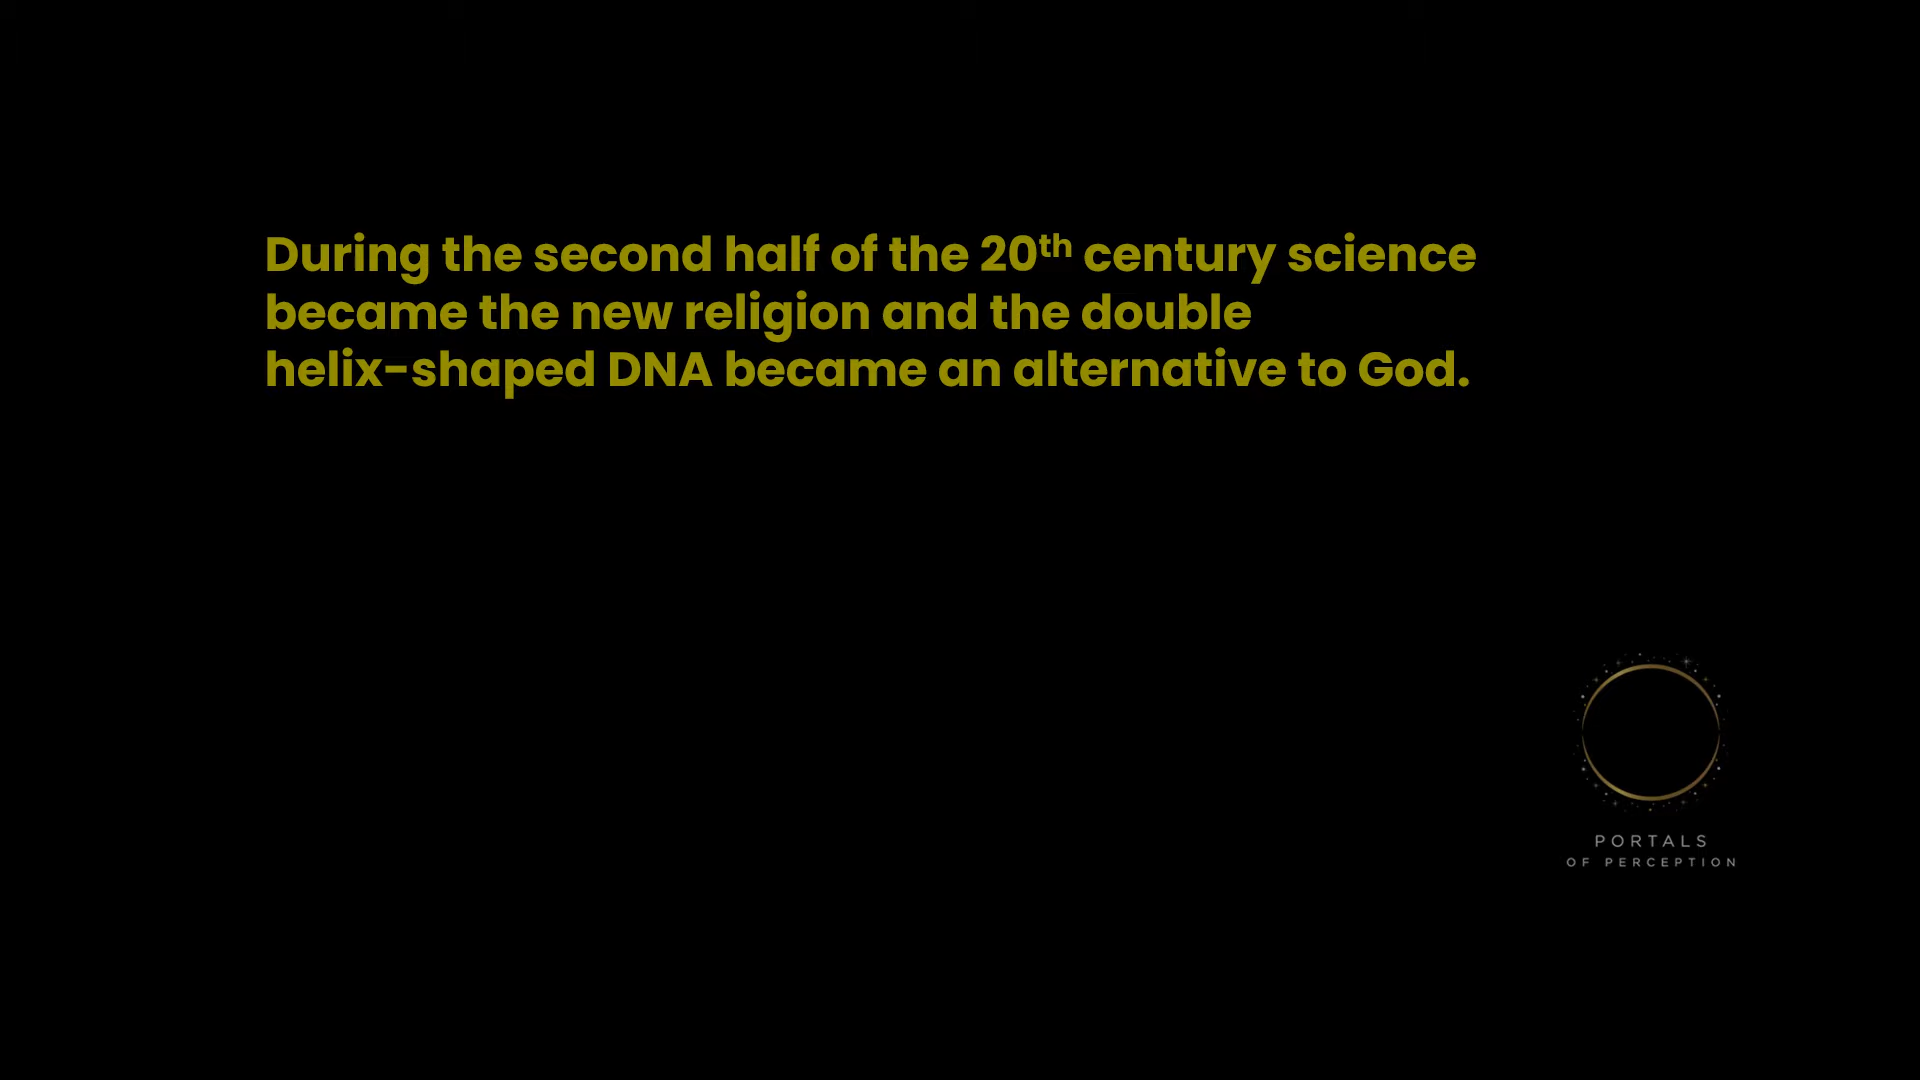 During the second half of the 20th century science
became the new religion and the double
helix-shaped DNA became an alternative to God.
PORTALS
OF PERCEPTION